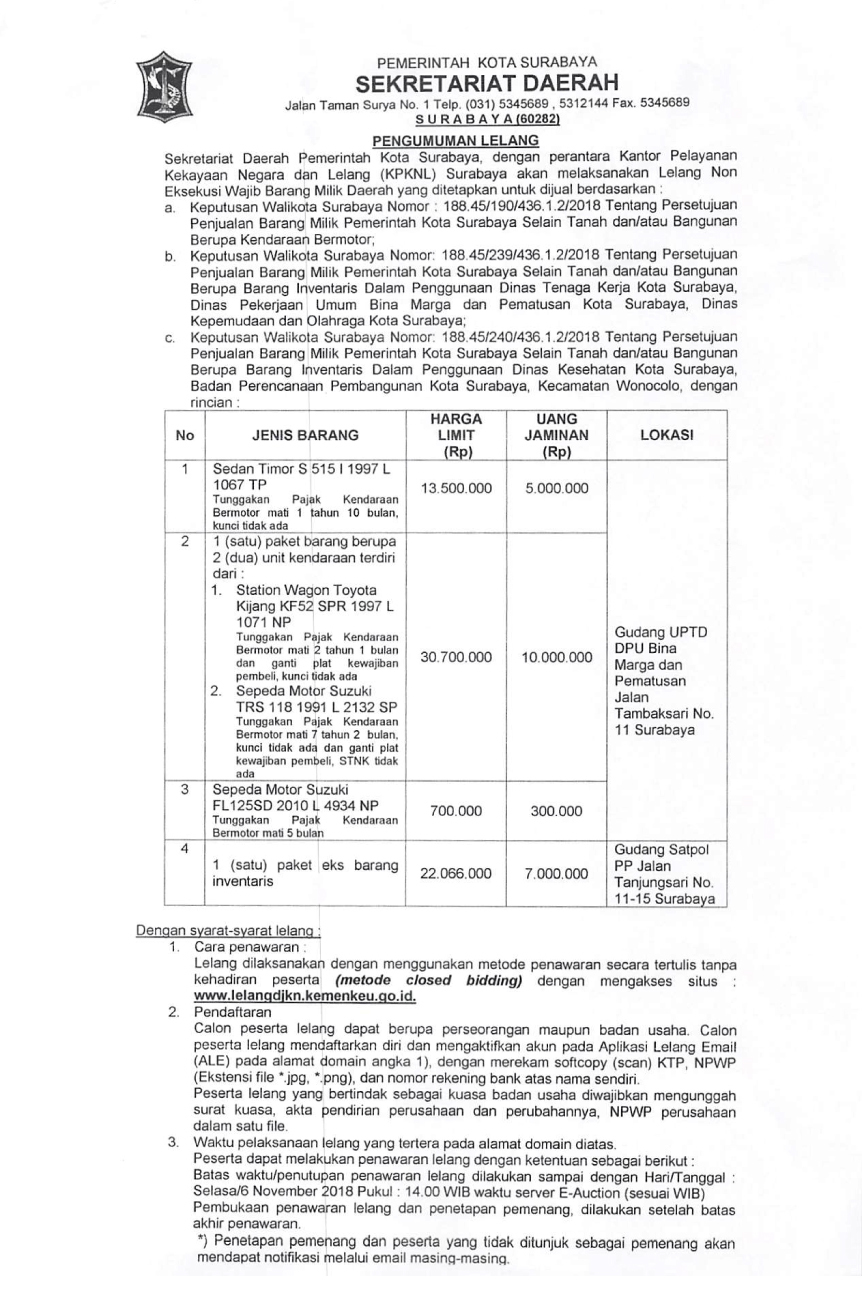 PEMERINTAH KOTA SURABAYA
SEKRETARIAT DAERAH
Jalan Taman Surya No. 1 Telp. (031) 5345689 , 5312144 Fax. 5345689
S U R A B A Y A (60282)
PENGUMUMAN LELANG
Sekretariat Daerah Pemerintah Kota Surabaya, dengan perantara Kantor Pelayanan
Kekayaan Negara dan Lelang (KPKNL) Surabaya akan melaksanakan Lelang Non
Eksekusi Wajib Barang Milik Daerah yang ditetapkan untuk dijual berdasarkan :
a. Keputusan Walikota Surabaya Nomor : 188.45/190/436.1.2/2018 Tentang Persetujuan
Penjualan Barang Milik Pemerintah Kota Surabaya Selain Tanah dan/atau Bangunan
Berupa Kendaraan Bermotor;
b. Keputusan Walikota Surabaya Nomor: 188.45/239/436.1.2/2018 Tentang Persetujuan
Penjualan Barang Milik Pemerintah Kota Surabaya Selain Tanah dan/atau Bangunan
Berupa Barang Inventaris Dalam Penggunaan Dinas Tenaga Kerja Kota Surabaya,
Dinas Pekerjaan Umum Bina Marga dan Pematusan Kota Surabaya, Dinas
Kepemudaan dan Olahraga Kota Surabaya;
c. Keputusan Walikota Surabaya Nomor: 188.45/240/436.1.2/2018 Tentang Persetujuan
Penjualan Barang Milik Pemerintah Kota Surabaya Selain Tanah dan/atau Bangunan
Berupa Barang Inventaris Dalam Penggunaan Dinas Kesehatan Kota Surabaya,
Badan Perencanaan Pembangunan Kota Surabaya, Kecamatan Wonocolo, dengan
rincian :
No JENIS BARANG HARGA LIMIT (Rp) UANG JAMINAN (Rp) LOKASI
1 Sedan Timor S 515 I 1997 L
1067 TP
Tunggakan Pajak Kendaraan
Bermotor mati 1 tahun 10 bulan,
kunci tidak ada
13.500.000 5.000.000
2 1 (satu) paket barang berupa
2 (dua) unit kendaraan terdiri
dari :
1. Station Wagon Toyota
Kijang KF52 SPR 1997 L
1071 NP
Tunggakan Pajak Kendaraan
Bermotor mati 2 tahun 1 bulan
dan ganti plat kewajiban
pembeli, kunci tidak ada
2. Sepeda Motor Suzuki
TRS 118 1991 L 2132 SP
Tunggakan Pajak Kendaraan
Bermotor mati 7 tahun 2 bulan,
kunci tidak ada dan ganti plat
kewajiban pembeli, STNK tidak
ada
30.700.000 10.000.000
Gudang UPTD
DPU Bina
Marga dan
Pematusan
Jalan
Tambaksari No.
11 Surabaya
3 Sepeda Motor Suzuki
FL125SD 2010 L 4934 NP
Tunggakan Pajak Kendaraan
Bermotor mati 5 bulan
700.000 300.000
4 1 (satu) paket eks barang
inventaris
22.066.000 7.000.000
Gudang Satpol
PP Jalan
Tanjungsari No.
11-15 Surabaya
Dengan syarat-syarat lelang :
1. Cara penawaran :
Lelang dilaksanakan dengan menggunakan metode penawaran secara tertulis tanpa
kehadiran peserta (metode closed bidding) dengan mengakses situs :
www.lelangdjkn.kemenkeu.go.id.
2. Pendaftaran
Calon peserta lelang dapat berupa perseorangan maupun badan usaha. Calon
peserta lelang mendaftarkan diri dan mengaktifkan akun pada Aplikasi Lelang Email
(ALE) pada alamat domain angka 1), dengan merekam softcopy (scan) KTP, NPWP
(Ekstensi file *.jpg, *.png), dan nomor rekening bank atas nama sendiri.
Peserta lelang yang bertindak sebagai kuasa badan usaha diwajibkan mengunggah
surat kuasa, akta pendirian perusahaan dan perubahannya, NPWP perusahaan
dalam satu file.
3. Waktu pelaksanaan lelang yang tertera pada alamat domain diatas.
Peserta dapat melakukan penawaran lelang dengan ketentuan sebagai berikut :
Batas waktu/penutupan penawaran lelang dilakukan sampai dengan Hari/Tanggal :
Selasa/6 November 2018 Pukul : 14.00 WIB waktu server E-Auction (sesuai WIB)
Pembukaan penawaran lelang dan penetapan pemenang, dilakukan setelah batas
akhir penawaran.
*) Penetapan pemenang dan peserta yang tidak ditunjuk sebagai pemenang akan
mendapat notifikasi melalui email masing-masing.